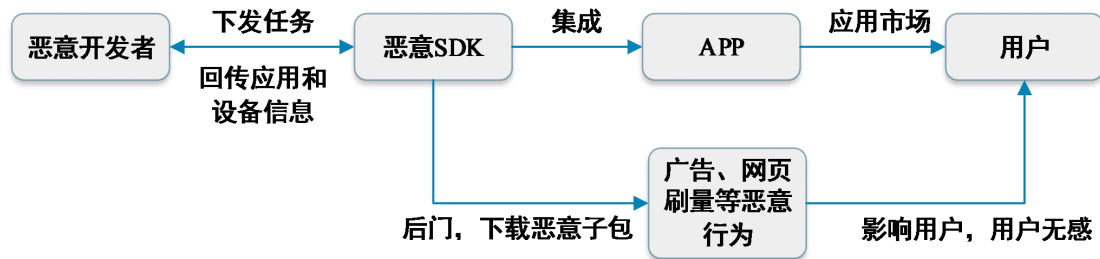 下发任务
集成
应用市场
恶意开发者
恶意SDK
APP
用户
回传应用和
设备信息
广告、网页
刷量等恶意
行为
后门，下载恶意子包
影响用户，用户无感